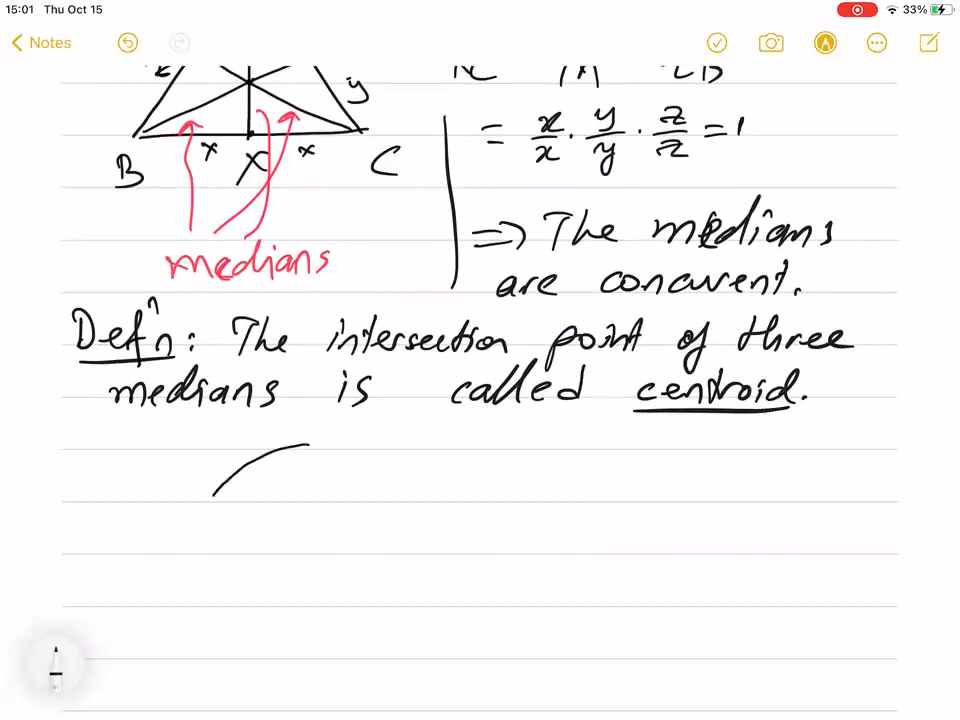 15:01 Thu Oct 15
33%
Notes
z
y
B
x
X
x
C
medians
= x/x · y/y · z/z = 1
=> The medians
are concurent.
Defn: The intersection point of three
medians is called centroid.